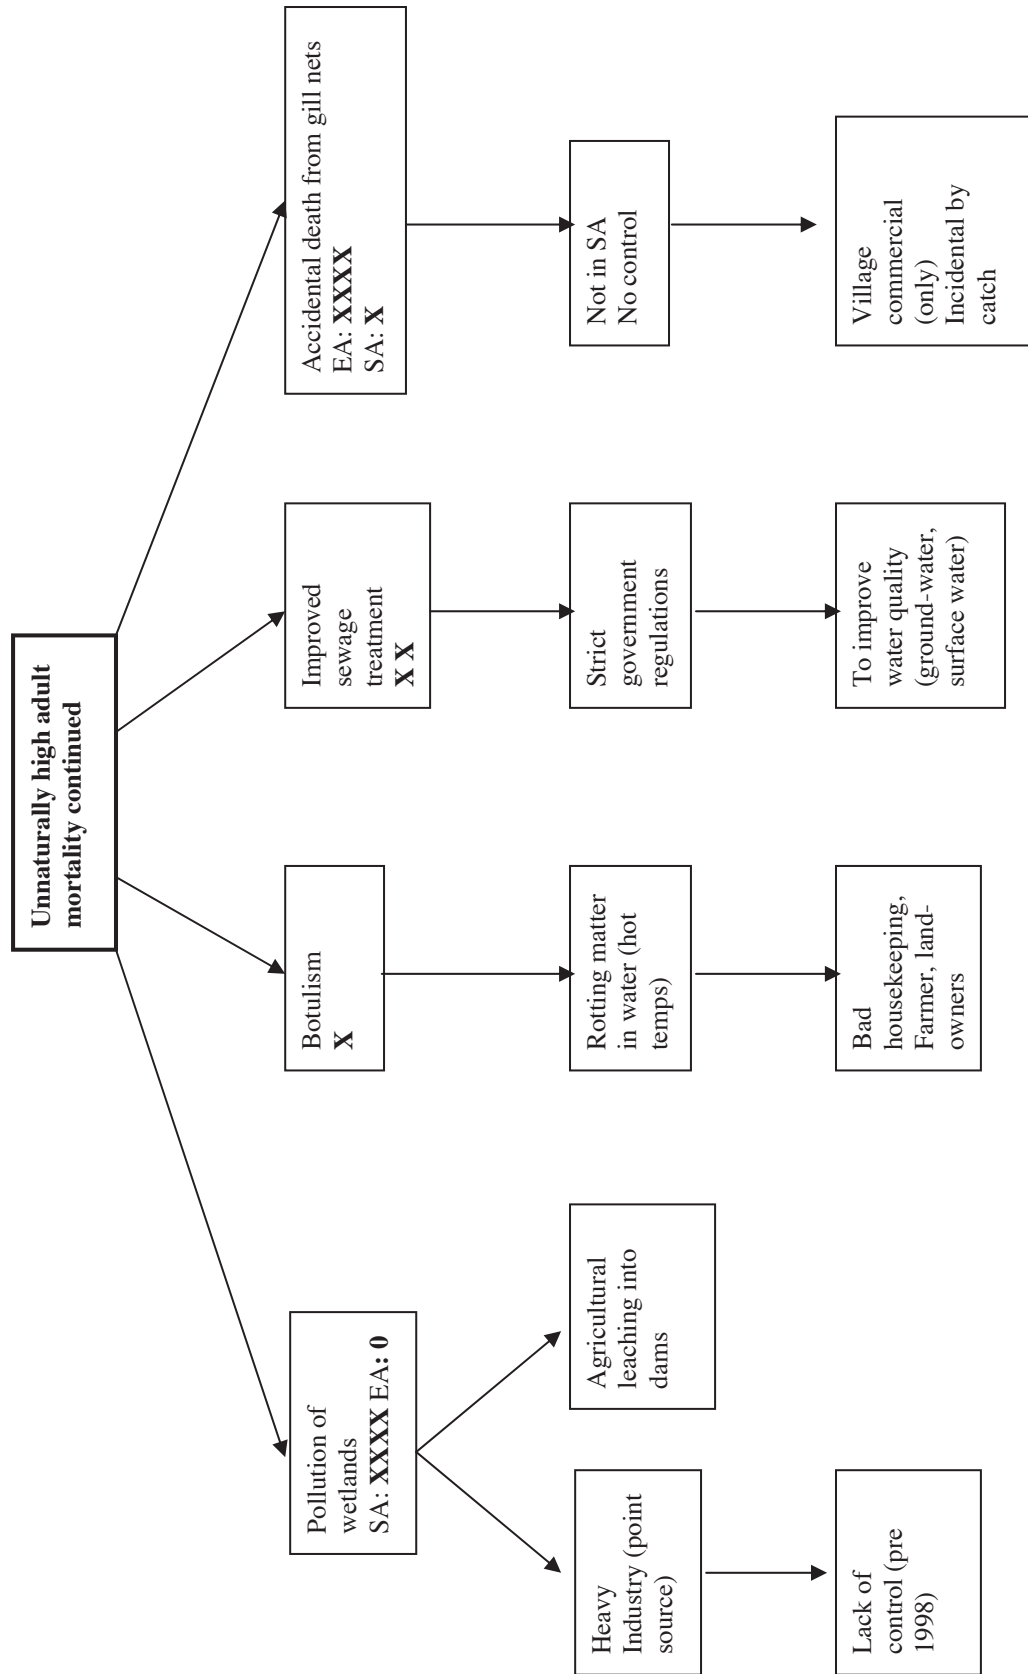 Unnaturally high adult
mortality continued
Pollution of
wetlands
SA: XXXX EA: 0
Botulism
X
Improved
sewage
treatment
X X
Accidental death from gill nets
EA: XXXX
SA: X
Heavy
Industry (point
source)
Agricultural
leaching into
dams
Rotting matter
in water (hot
temps)
Strict
government
regulations
Not in SA
No control
Lack of
control (pre
1998)
Bad
housekeeping,
Farmer, land-
owners
To improve
water quality
(ground-water,
surface water)
Village
commercial
(only)
Incidental by
catch